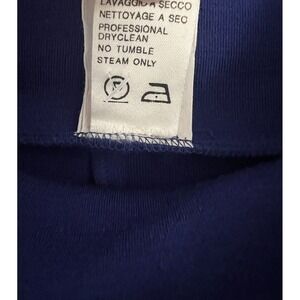 LAVAGGIO A SECCO
NETTOYAGE A SEC
PROFESSIONAL
DRYCLEAN
NO TUMBLE
STEAM ONLY